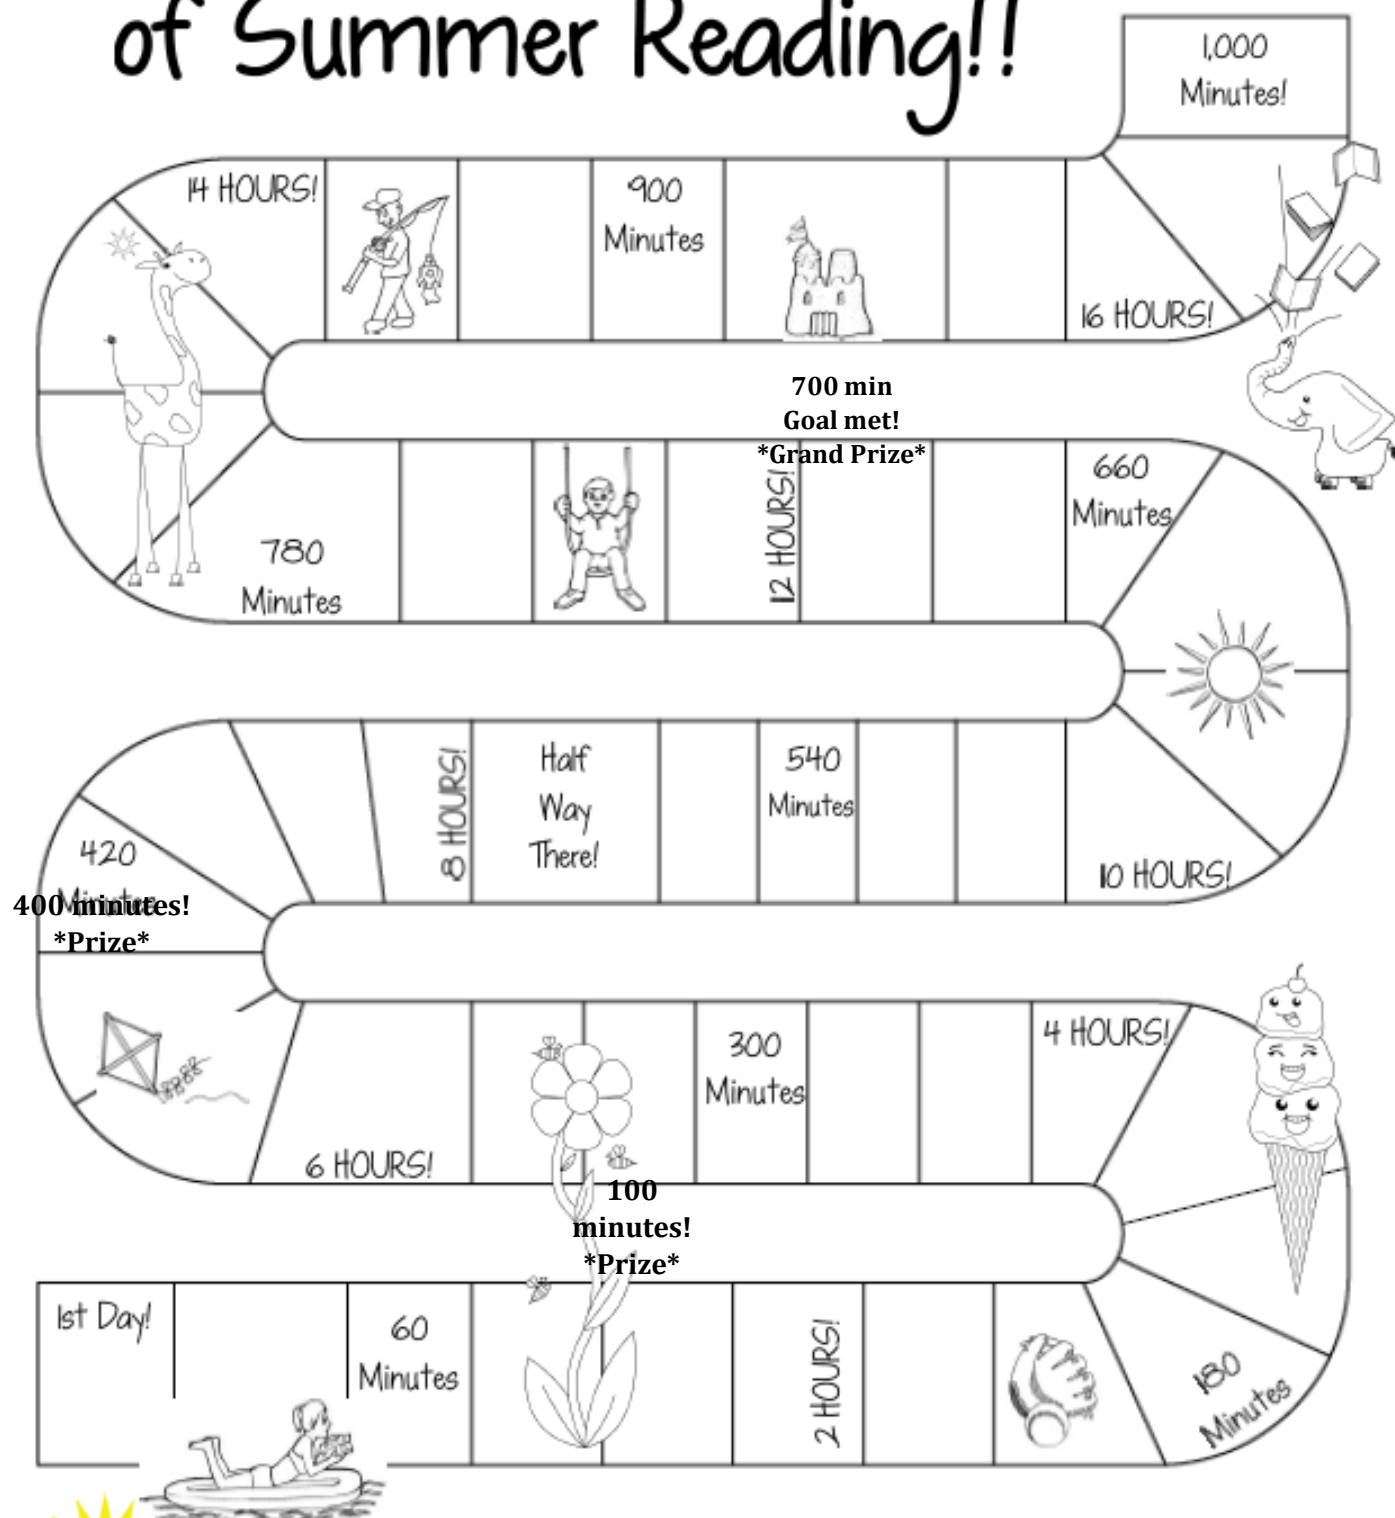 of Summer Reading!!
1,000
Minutes!
14 HOURS!
900
Minutes
16 HOURS!
700 min
Goal met!
*Grand Prize*
660
Minutes
12 HOURS!
780
Minutes
8 HOURS!
Half
Way
There!
540
Minutes
10 HOURS!
420
Minutes
400 minutes!
*Prize*
6 HOURS!
300
Minutes
4 HOURS!
100
minutes!
*Prize*
1st Day!
60
Minutes
2 HOURS!
180
Minutes